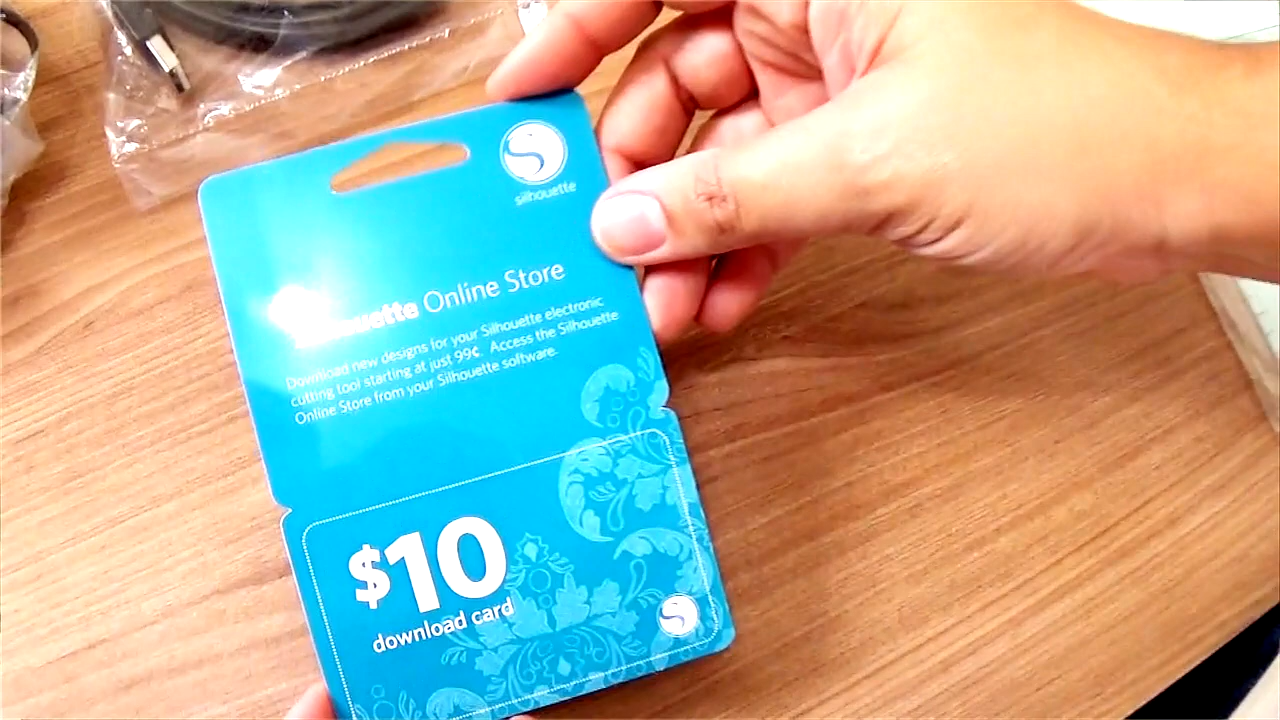 silhouette
Silhouette Online Store
Download new designs for your Silhouette electronic
cutting tool starting at just 99¢. Access the Silhouette
Online Store from your Silhouette software.
$10
download card